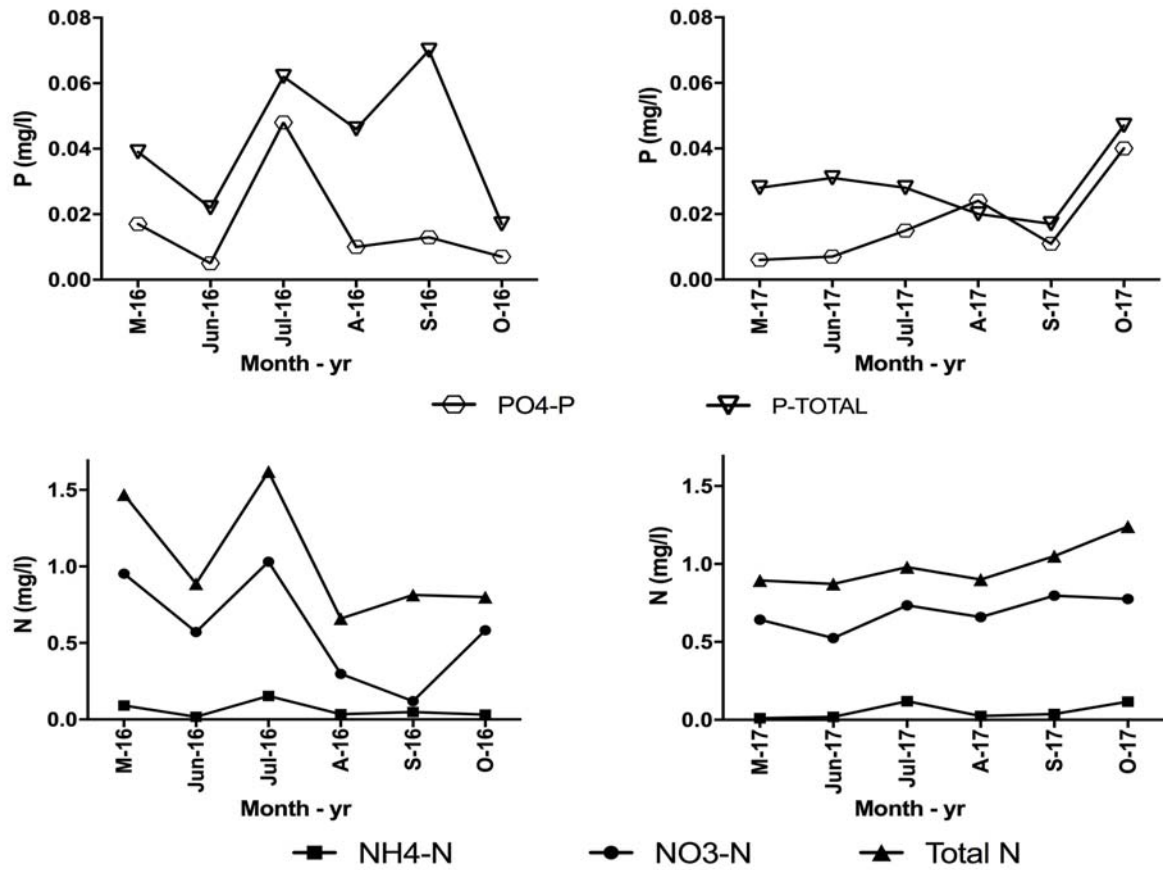 0.08
0.06
0.04
0.02
0.00
P (mg/l)
M-16
Jun-16
Jul-16
A-16
S-16
O-16
Month - yr
0.08
0.06
0.04
0.02
0.00
P (mg/l)
M-17
Jun-17
Jul-17
A-17
S-17
O-17
Month - yr
PO4-P P-TOTAL
1.5
1.0
0.5
0.0
N (mg/l)
M-16
Jun-16
Jul-16
A-16
S-16
O-16
Month - yr
1.5
1.0
0.5
0.0
N (mg/l)
M-17
Jun-17
Jul-17
A-17
S-17
O-17
Month - yr
NH4-N NO3-N Total N